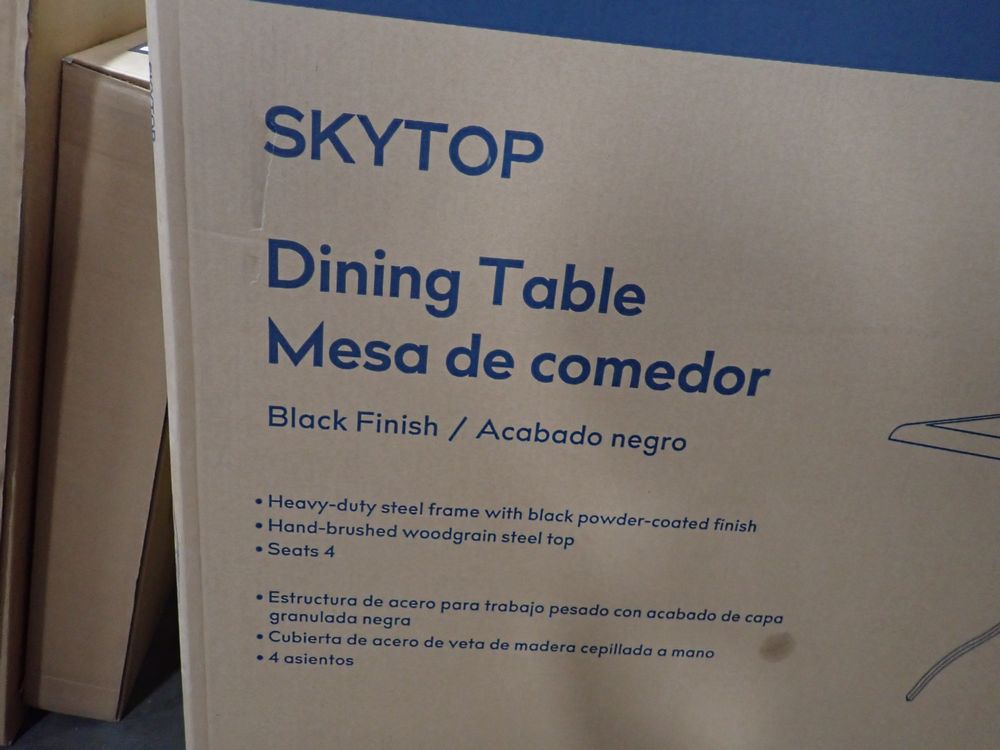 SKYTOP
Dining Table
Mesa de comedor
Black Finish / Acabado negro
• Heavy-duty steel frame with black powder-coated finish
• Hand-brushed woodgrain steel top
• Seats 4
• Estructura de acero para trabajo pesado con acabado de capa
granulada negra
• Cubierta de acero de veta de madera cepillada a mano
• 4 asientos